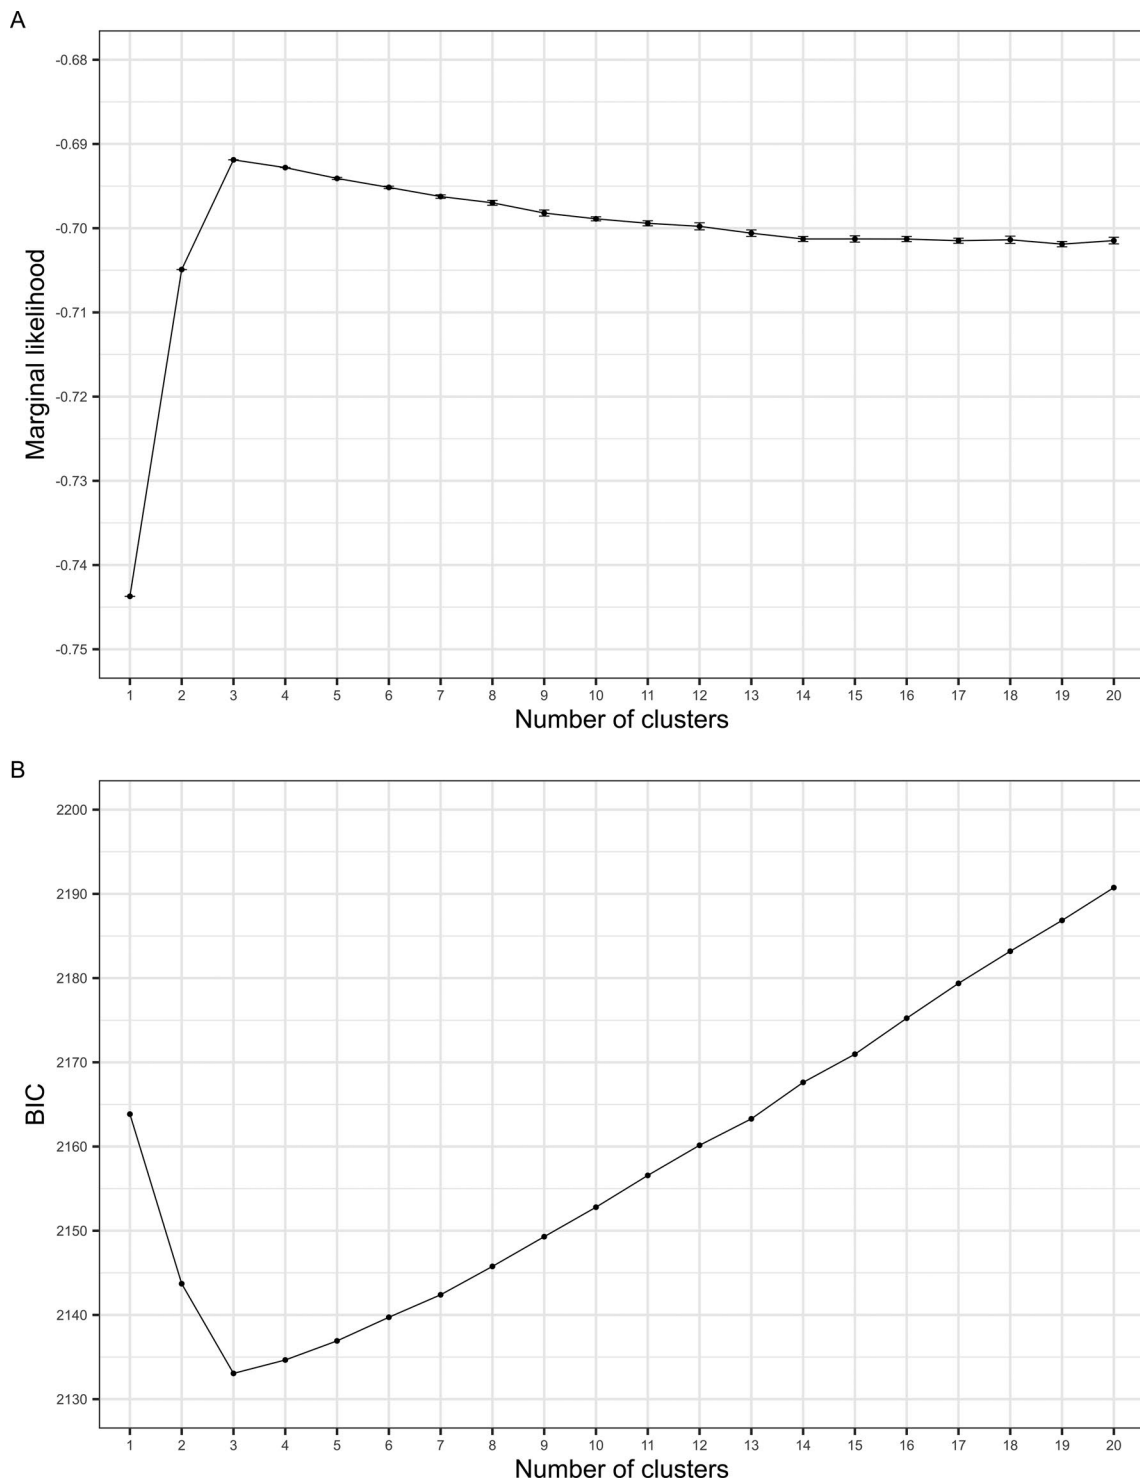 A
-0.68
-0.69
-0.70
-0.71
-0.72
-0.73
-0.74
-0.75
Marginal likelihood
1 2 3 4 5 6 7 8 9 10 11 12 13 14 15 16 17 18 19 20
Number of clusters
B
2200
2190
2180
2170
2160
2150
2140
2130
BIC
1 2 3 4 5 6 7 8 9 10 11 12 13 14 15 16 17 18 19 20
Number of clusters